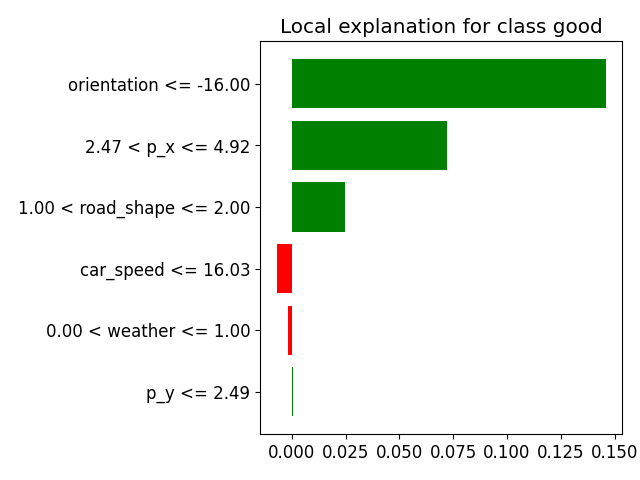 Local explanation for class good
orientation <= -16.00
2.47 < p_x <= 4.92
1.00 < road_shape <= 2.00
car_speed <= 16.03
0.00 < weather <= 1.00
p_y <= 2.49
0.000 0.025 0.050 0.075 0.100 0.125 0.150